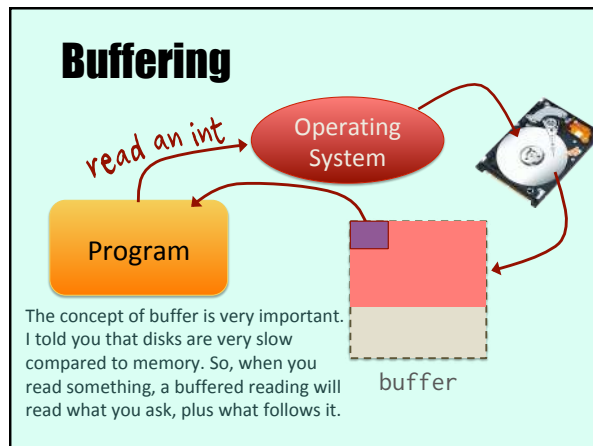 Buffering
read an int
Operating
System
Program
The concept of buffer is very important.
I told you that disks are very slow
compared to memory. So, when you
read something, a buffered reading will
read what you ask, plus what follows it.
buffer